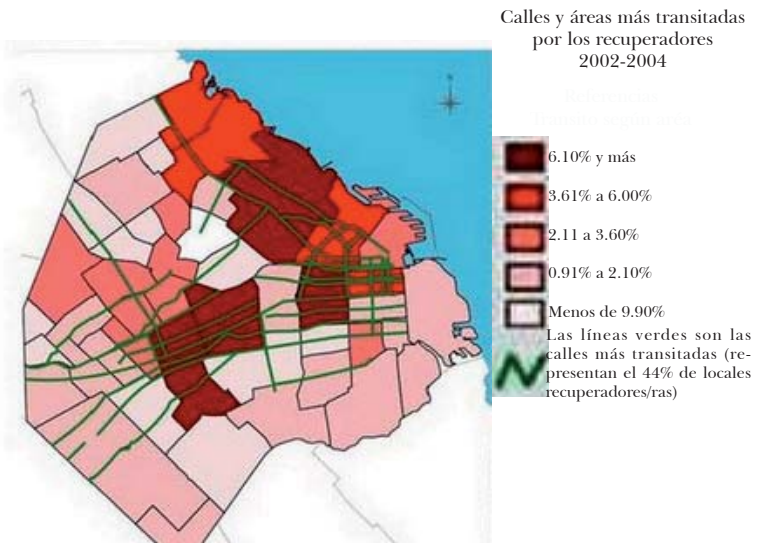 Calles y áreas más transitadas
por los recuperadores
2002-2004
6.10% y más
3.61% a 6.00%
2.11 a 3.60%
0.91% a 2.10%
Menos de 9.90%
Las líneas verdes son las
calles más transitadas (re-
presentan el 44% de locales
recuperadores/ras)